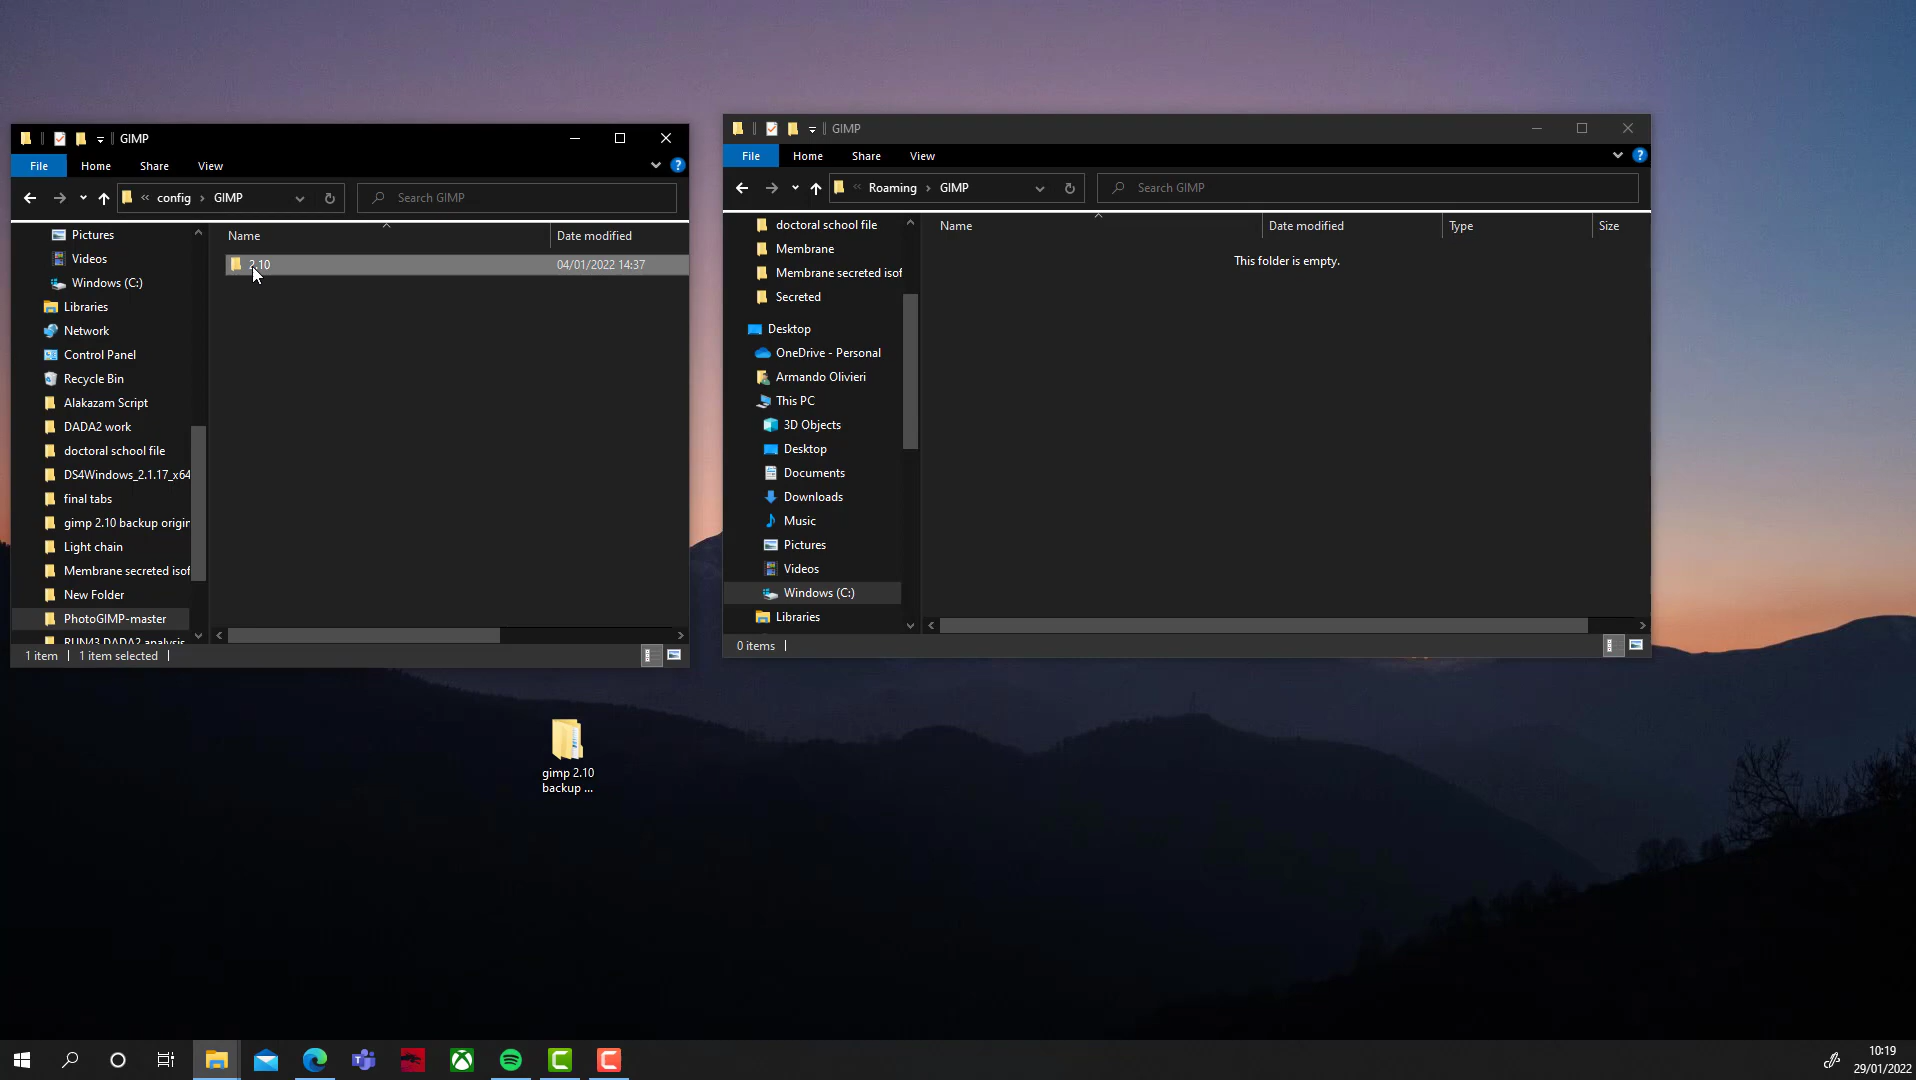 GIMP
File
Home
Share
View
config
GIMP
Search GIMP
Pictures
Videos
Windows (C:)
Libraries
Network
Control Panel
Recycle Bin
Alakazam Script
DADA2 work
doctoral school file
DS4Windows_2.1.17_x64
final tabs
gimp 2.10 backup origin
Light chain
Membrane secreted isof
New Folder
PhotoGIMP-master
RUN43 DADA2 analysis
Name
Date modified
2.10
04/01/2022 14:37
1 item
1 item selected
GIMP
File
Home
Share
View
Roaming
GIMP
Search GIMP
doctoral school file
Membrane
Membrane secreted isof
Secreted
Desktop
OneDrive - Personal
Armando Olivieri
This PC
3D Objects
Desktop
Documents
Downloads
Music
Pictures
Videos
Windows (C:)
Libraries
Name
Date modified
Type
Size
This folder is empty.
0 items
gimp 2.10
backup ...
10:19
29/01/2022